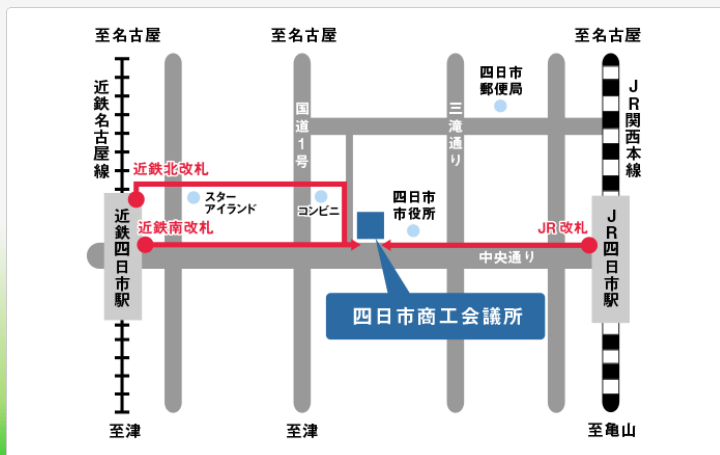 至名古屋
至名古屋
至名古屋
近鉄名古屋線
国道1号
三滝通り
四日市
郵便局
JR関西本線
近鉄北改札
スター
アイランド
コンビニ
四日市
市役所
近鉄南改札
JR改札
近鉄四日市駅
中央通り
JR四日市駅
四日市商工会議所
至津
至津
至亀山